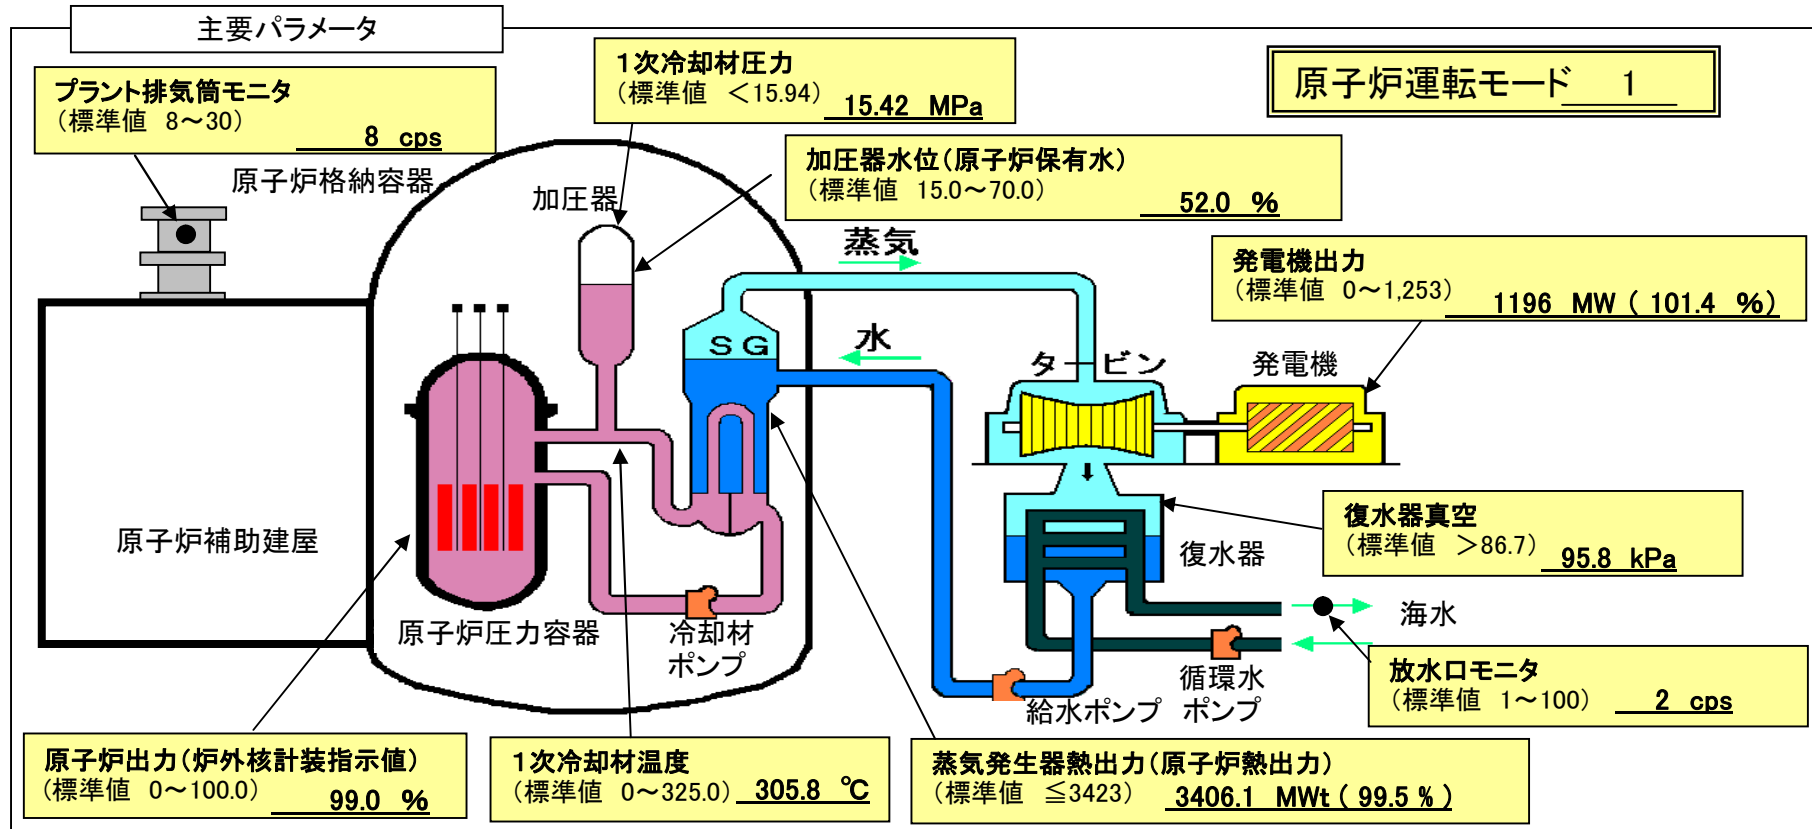 主要パラメータ
プラント排気筒モニタ
（標準値 8～30）
8 cps
1次冷却材圧力
（標準値 ＜15.94）
15.42 MPa
原子炉運転モード 1
加圧器水位（原子炉保有水）
（標準値 15.0～70.0）
52.0 %
原子炉格納容器
加圧器
蒸気
発電機出力
（標準値 0～1,253）
1196 MW ( 101.4 %)
SG
水
タービン
発電機
原子炉補助建屋
復水器真空
（標準値 ＞86.7）
95.8 kPa
復水器
海水
原子炉圧力容器
冷却材
ポンプ
給水ポンプ
循環水
ポンプ
放水口モニタ
（標準値 1～100）
2 cps
原子炉出力（炉外核計装指示値）
（標準値 0～100.0）
99.0 %
1次冷却材温度
（標準値 0～325.0）
305.8 ℃
蒸気発生器熱出力（原子炉熱出力）
（標準値 ≦3423）
3406.1 MWt ( 99.5 % )